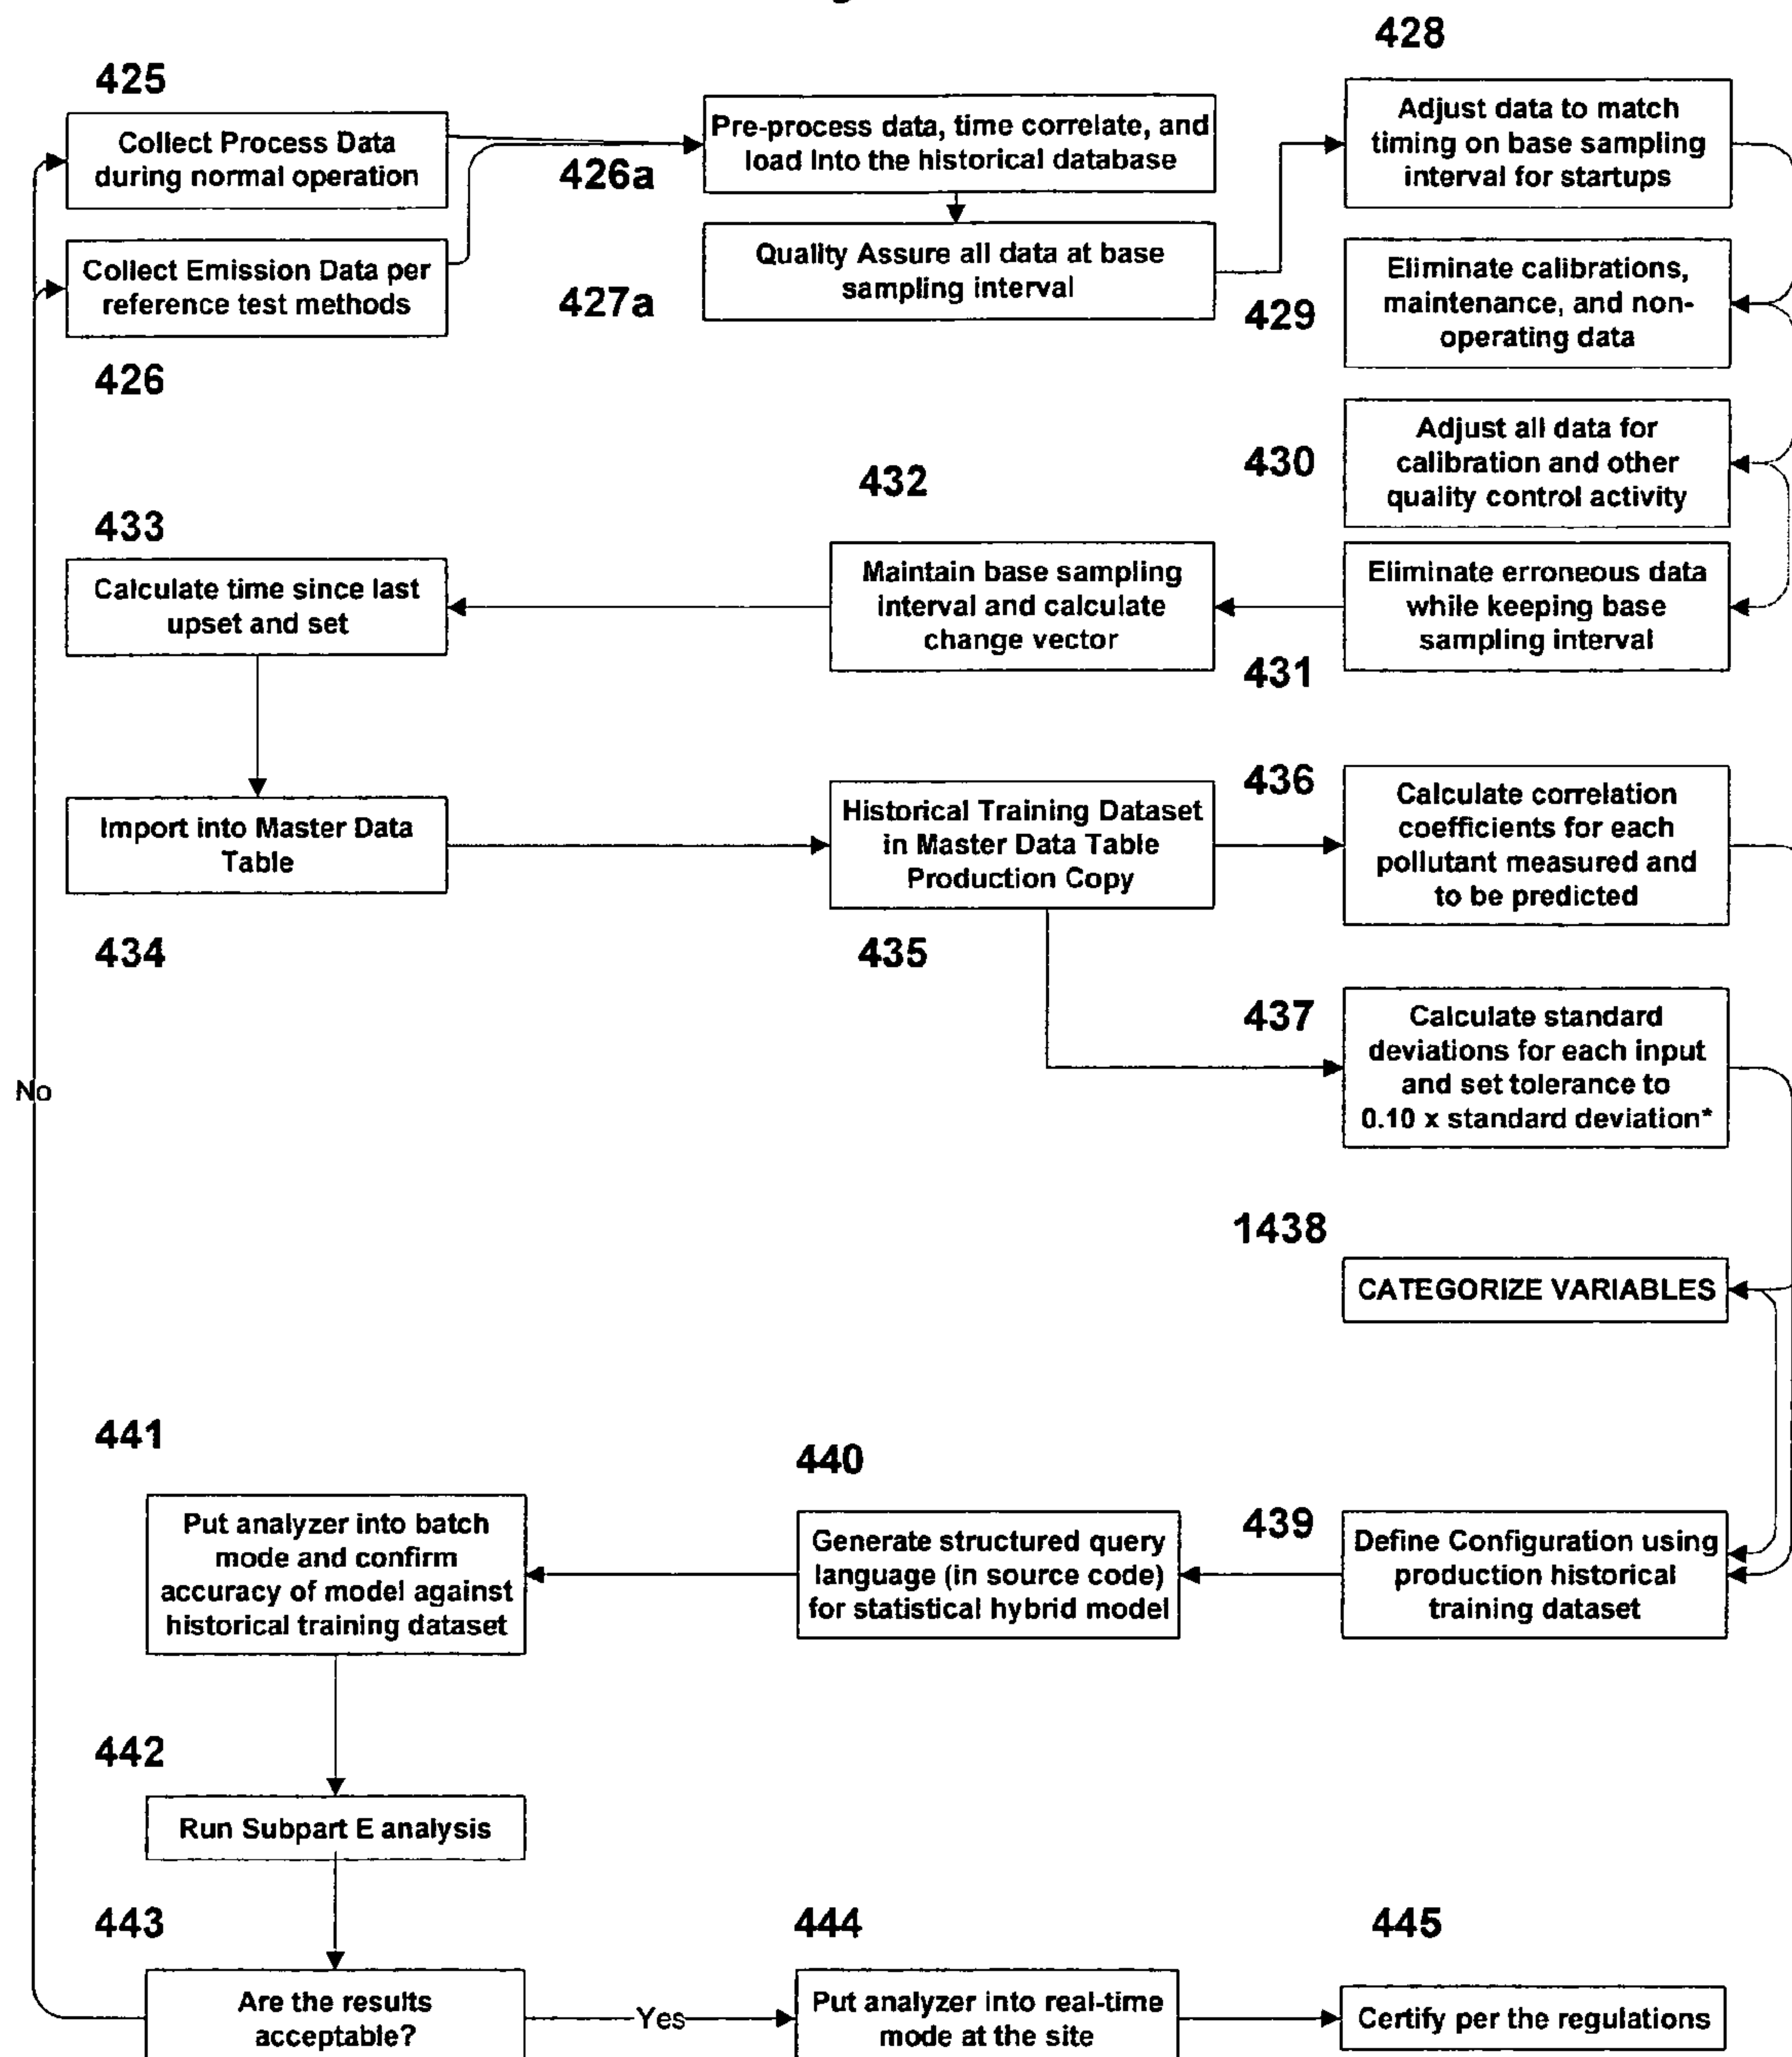 428
425
Collect Process Data
during normal operation
Pre-process data, time correlate, and
load into the historical database
426a
Adjust data to match
timing on base sampling
interval for startups
Collect Emission Data per
reference test methods
426
Quality Assure all data at base
sampling interval
427a
429
Eliminate calibrations,
maintenance, and non-
operating data
430
Adjust all data for
calibration and other
quality control activity
433
Calculate time since last
upset and set
432
Maintain base sampling
interval and calculate
change vector
Eliminate erroneous data
while keeping base
sampling interval
431
Import into Master Data
Table
434
Historical Training Dataset
in Master Data Table
Production Copy
435
436
Calculate correlation
coefficients for each
pollutant measured and
to be predicted
437
Calculate standard
deviations for each input
and set tolerance to
0.10 x standard deviation*
No
1438
CATEGORIZE VARIABLES
441
Put analyzer into batch
mode and confirm
accuracy of model against
historical training dataset
440
Generate structured query
language (in source code)
for statistical hybrid model
439
Define Configuration using
production historical
training dataset
442
Run Subpart E analysis
443
Are the results
acceptable?
Yes
444
Put analyzer into real-time
mode at the site
445
Certify per the regulations